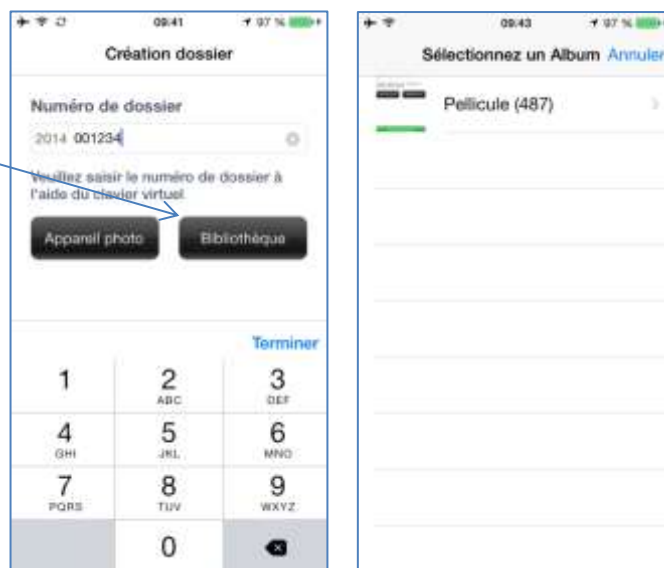 09:41
97 %
Création dossier
Numéro de dossier
2014 001234
Veuillez saisir le numéro de dossier à
l'aide du clavier virtuel
Appareil photo
Bibliothèque
Terminer
1
2
ABC
3
DEF
4
GHI
5
JKL
6
MNO
7
PQRS
8
TUV
9
WXYZ
0
09:43
97 %
Sélectionnez un Album
Annuler
Pellicule (487)